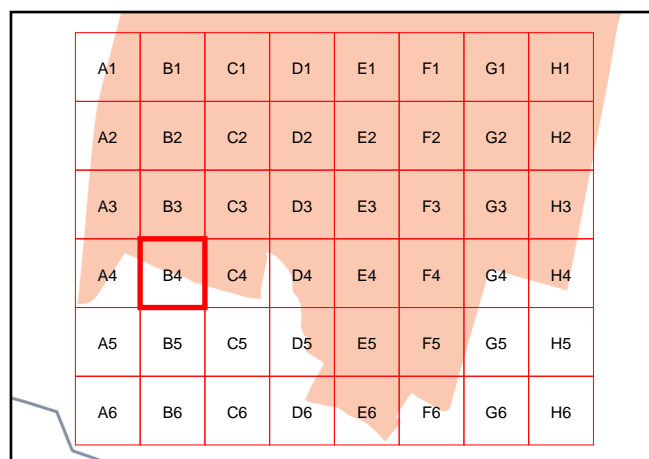 A1 B1 C1 D1 E1 F1 G1 H1
A2 B2 C2 D2 E2 F2 G2 H2
A3 B3 C3 D3 E3 F3 G3 H3
A4 B4 C4 D4 E4 F4 G4 H4
A5 B5 C5 D5 E5 F5 G5 H5
A6 B6 C6 D6 E6 F6 G6 H6